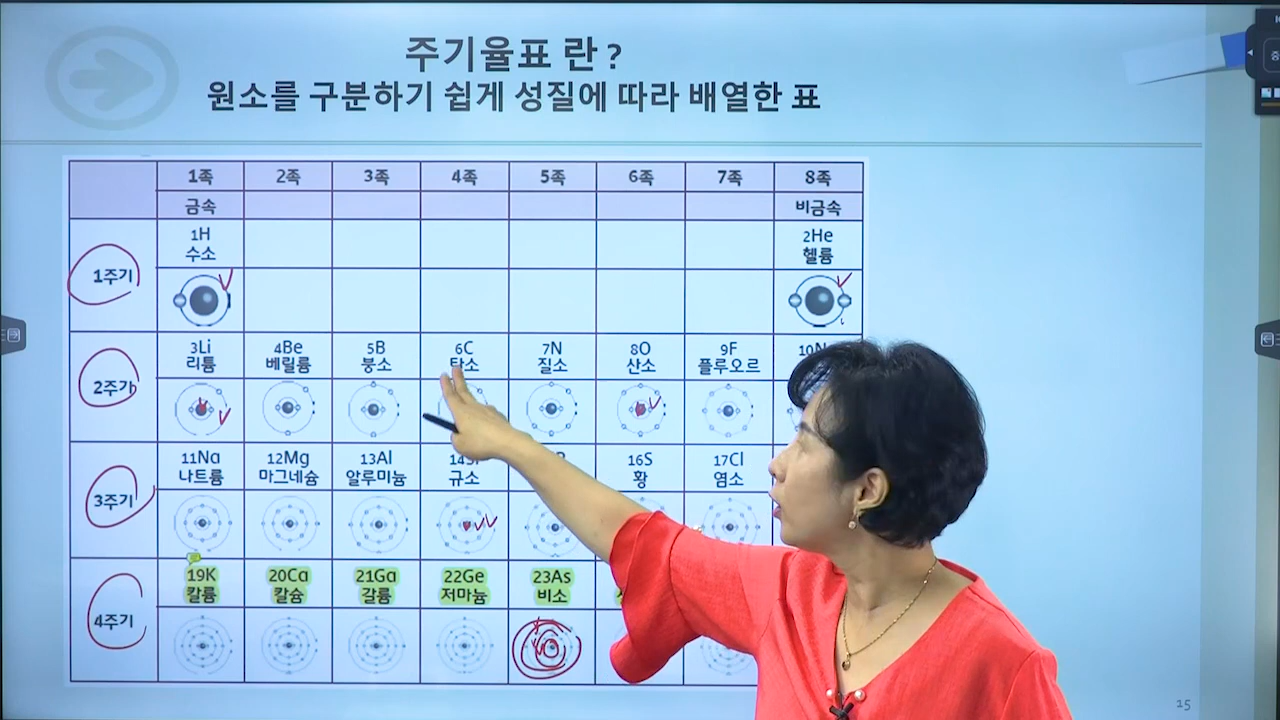 주기율표 란 ?
원소를 구분하기 쉽게 성질에 따라 배열한 표
1족 2족 3족 4족 5족 6족 7족 8족
금속 비금속
1H 2He
수소 헬륨
1주기
3Li 4Be 5B 6C 7N 8O 9F
리튬 베릴륨 붕소 탄소 질소 산소 플루오르
2주기
11Na 12Mg 13Al 16S 17Cl
나트륨 마그네슘 알루미늄 규소 황 염소
3주기
19K 20Ca 21Ga 22Ge 23As
칼륨 칼슘 갈륨 저마늄 비소
4주기
15